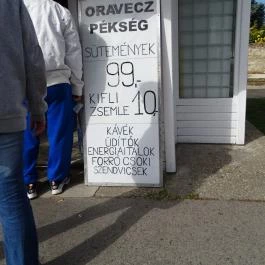 ORAVECZ
PÉKSÉG
SÜTEMÉNYEK
99.-
KIFLI
ZSEMLE 10,
KÁVÉK
ÜDÍTŐK
ENERGIAITALOK
FORRÓ CSOKI
SZENDVICSEK